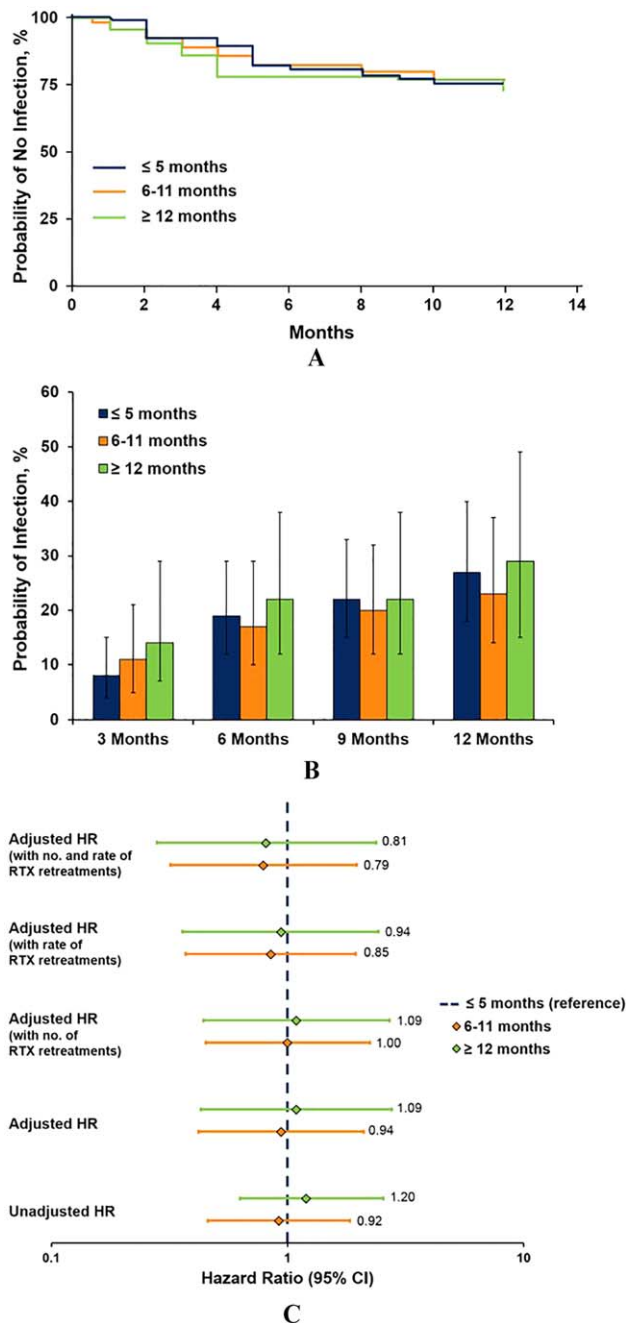 100
75
50
25
0
Probability of No Infection, %
≤ 5 months
6-11 months
≥ 12 months
0 2 4 6 8 10 12 14
Months
A
60
50
40
30
20
10
0
Probability of Infection, %
≤ 5 months
6-11 months
≥ 12 months
3 Months 6 Months 9 Months 12 Months
B
Adjusted HR
(with no. and rate of
RTX retreatments)
0.81
0.79
Adjusted HR
(with rate of
RTX retreatments)
0.94
0.85
Adjusted HR
(with no. of
RTX retreatments)
1.09
1.00
Adjusted HR
1.09
0.94
Unadjusted HR
1.20
0.92
≤ 5 months (reference)
6-11 months
≥ 12 months
0.1 1 10
Hazard Ratio (95% CI)
C